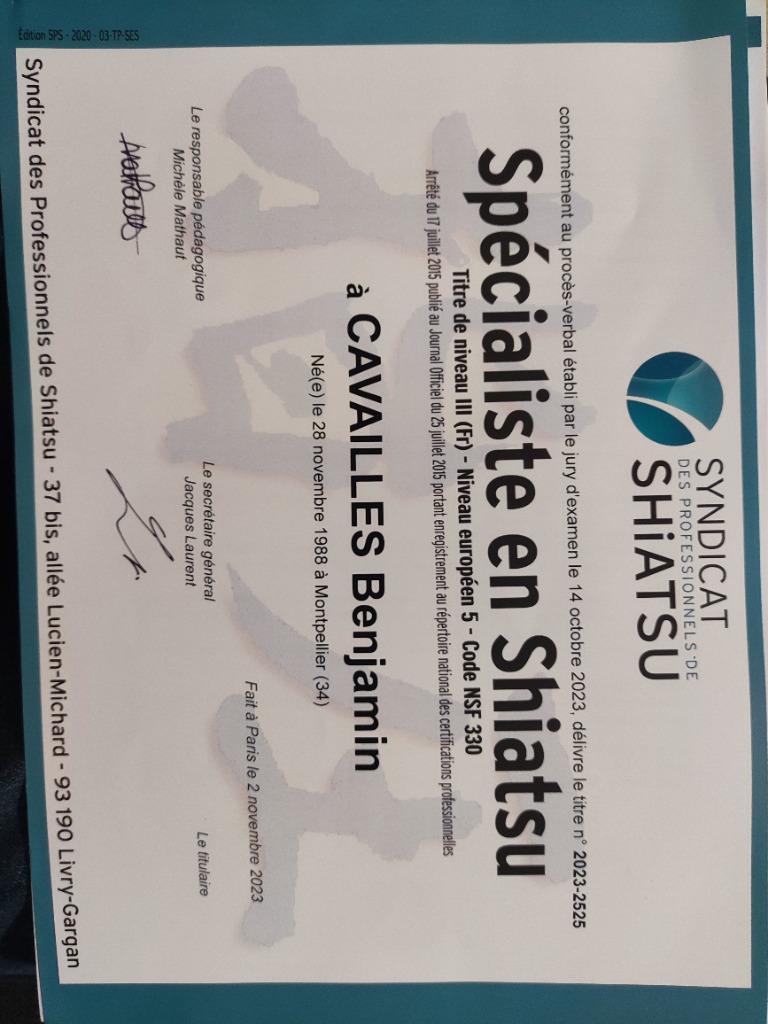 SYNDICAT
DES PROFESSIONNELS DE
SHiATSU
conformément au procès-verbal établi par le jury d'examen le 14 octobre 2023, délivre le titre n° 2023-2525
Spécialiste en Shiatsu
Titre de niveau III (Fr) - Niveau européen 5 - Code NSF 330
Arrêté du 17 juillet 2015 publié au Journal Officiel du 25 juillet 2015 portant enregistrement au répertoire national des certifications professionnelles
à CAVAILLES Benjamin
Né(e) le 28 novembre 1988 à Montpellier (34)
Fait à Paris le 2 novembre 2023
Le responsable pédagogique
Michèle Mathaut
Le secrétaire général
Jacques Laurent
Le titulaire
Syndicat des Professionnels de Shiatsu - 37 bis, allée Lucien-Michard - 93 190 Livry-Gargan
Édition SPS - 2020 - 03-TP-SES